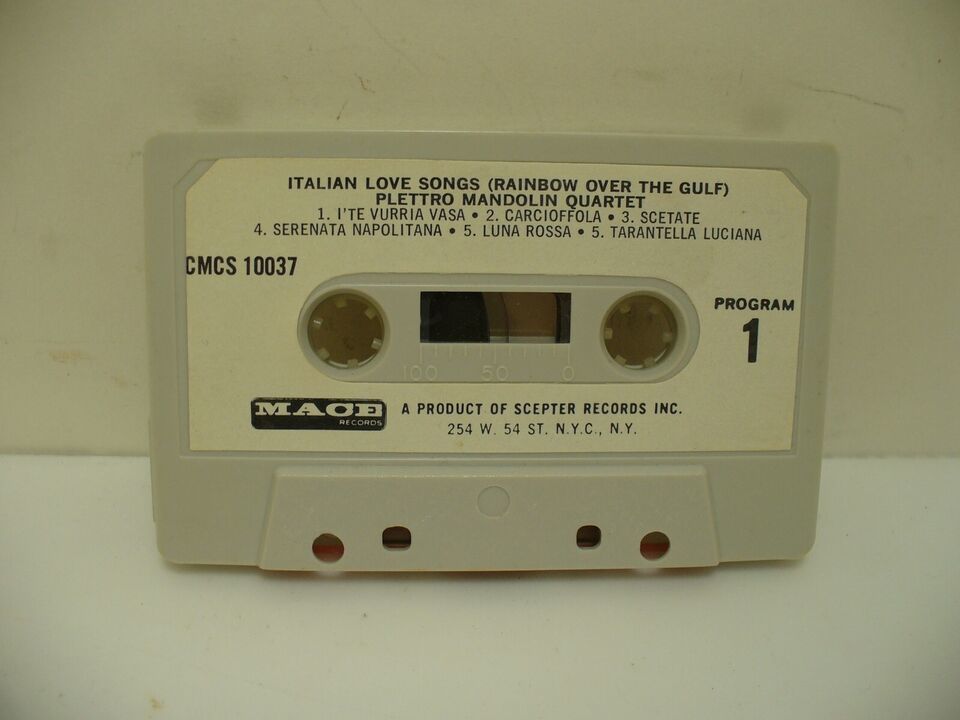 ITALIAN LOVE SONGS (RAINBOW OVER THE GULF)
PLETTRO MANDOLIN QUARTET
1. I'TE VURRIA VASA • 2. CARCIOFFOLA • 3. SCETATE
4. SERENATA NAPOLITANA • 5. LUNA ROSSA • 5. TARANTELLA LUCIANA
CMCS 10037
PROGRAM
1
100 50 0
MACE
RECORDS
A PRODUCT OF SCEPTER RECORDS INC.
254 W. 54 ST. N.Y.C., N.Y.